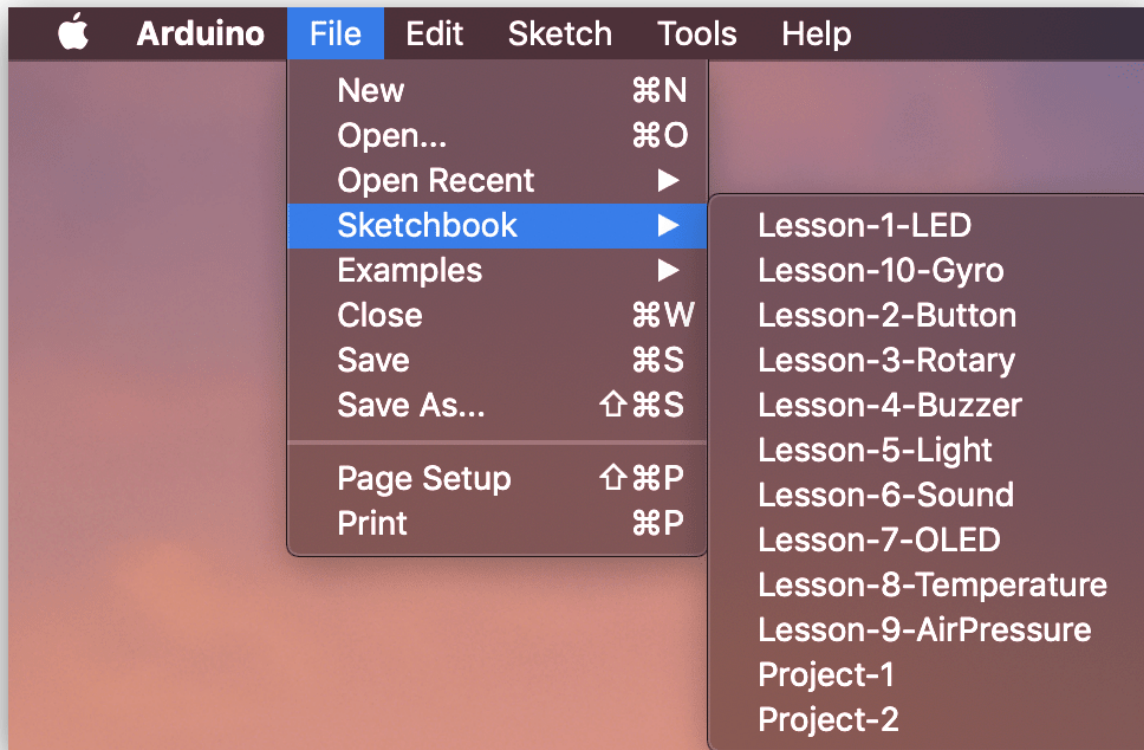 Arduino File Edit Sketch Tools Help
New ⌘N
Open... ⌘O
Open Recent ▶
Sketchbook ▶
Examples ▶
Close ⌘W
Save ⌘S
Save As... ⇧⌘S
Page Setup ⇧⌘P
Print ⌘P
Lesson-1-LED
Lesson-10-Gyro
Lesson-2-Button
Lesson-3-Rotary
Lesson-4-Buzzer
Lesson-5-Light
Lesson-6-Sound
Lesson-7-OLED
Lesson-8-Temperature
Lesson-9-AirPressure
Project-1
Project-2